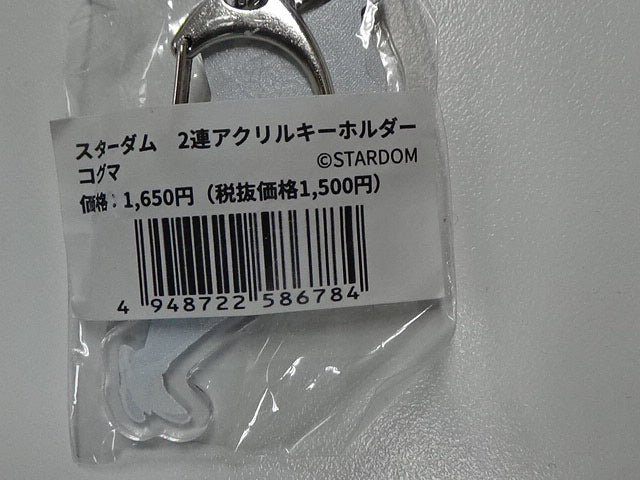 スターダム　2連アクリルキーホルダー
©STARDOM
コグマ
価格：1,650円（税抜価格1,500円）
4 948722 586784